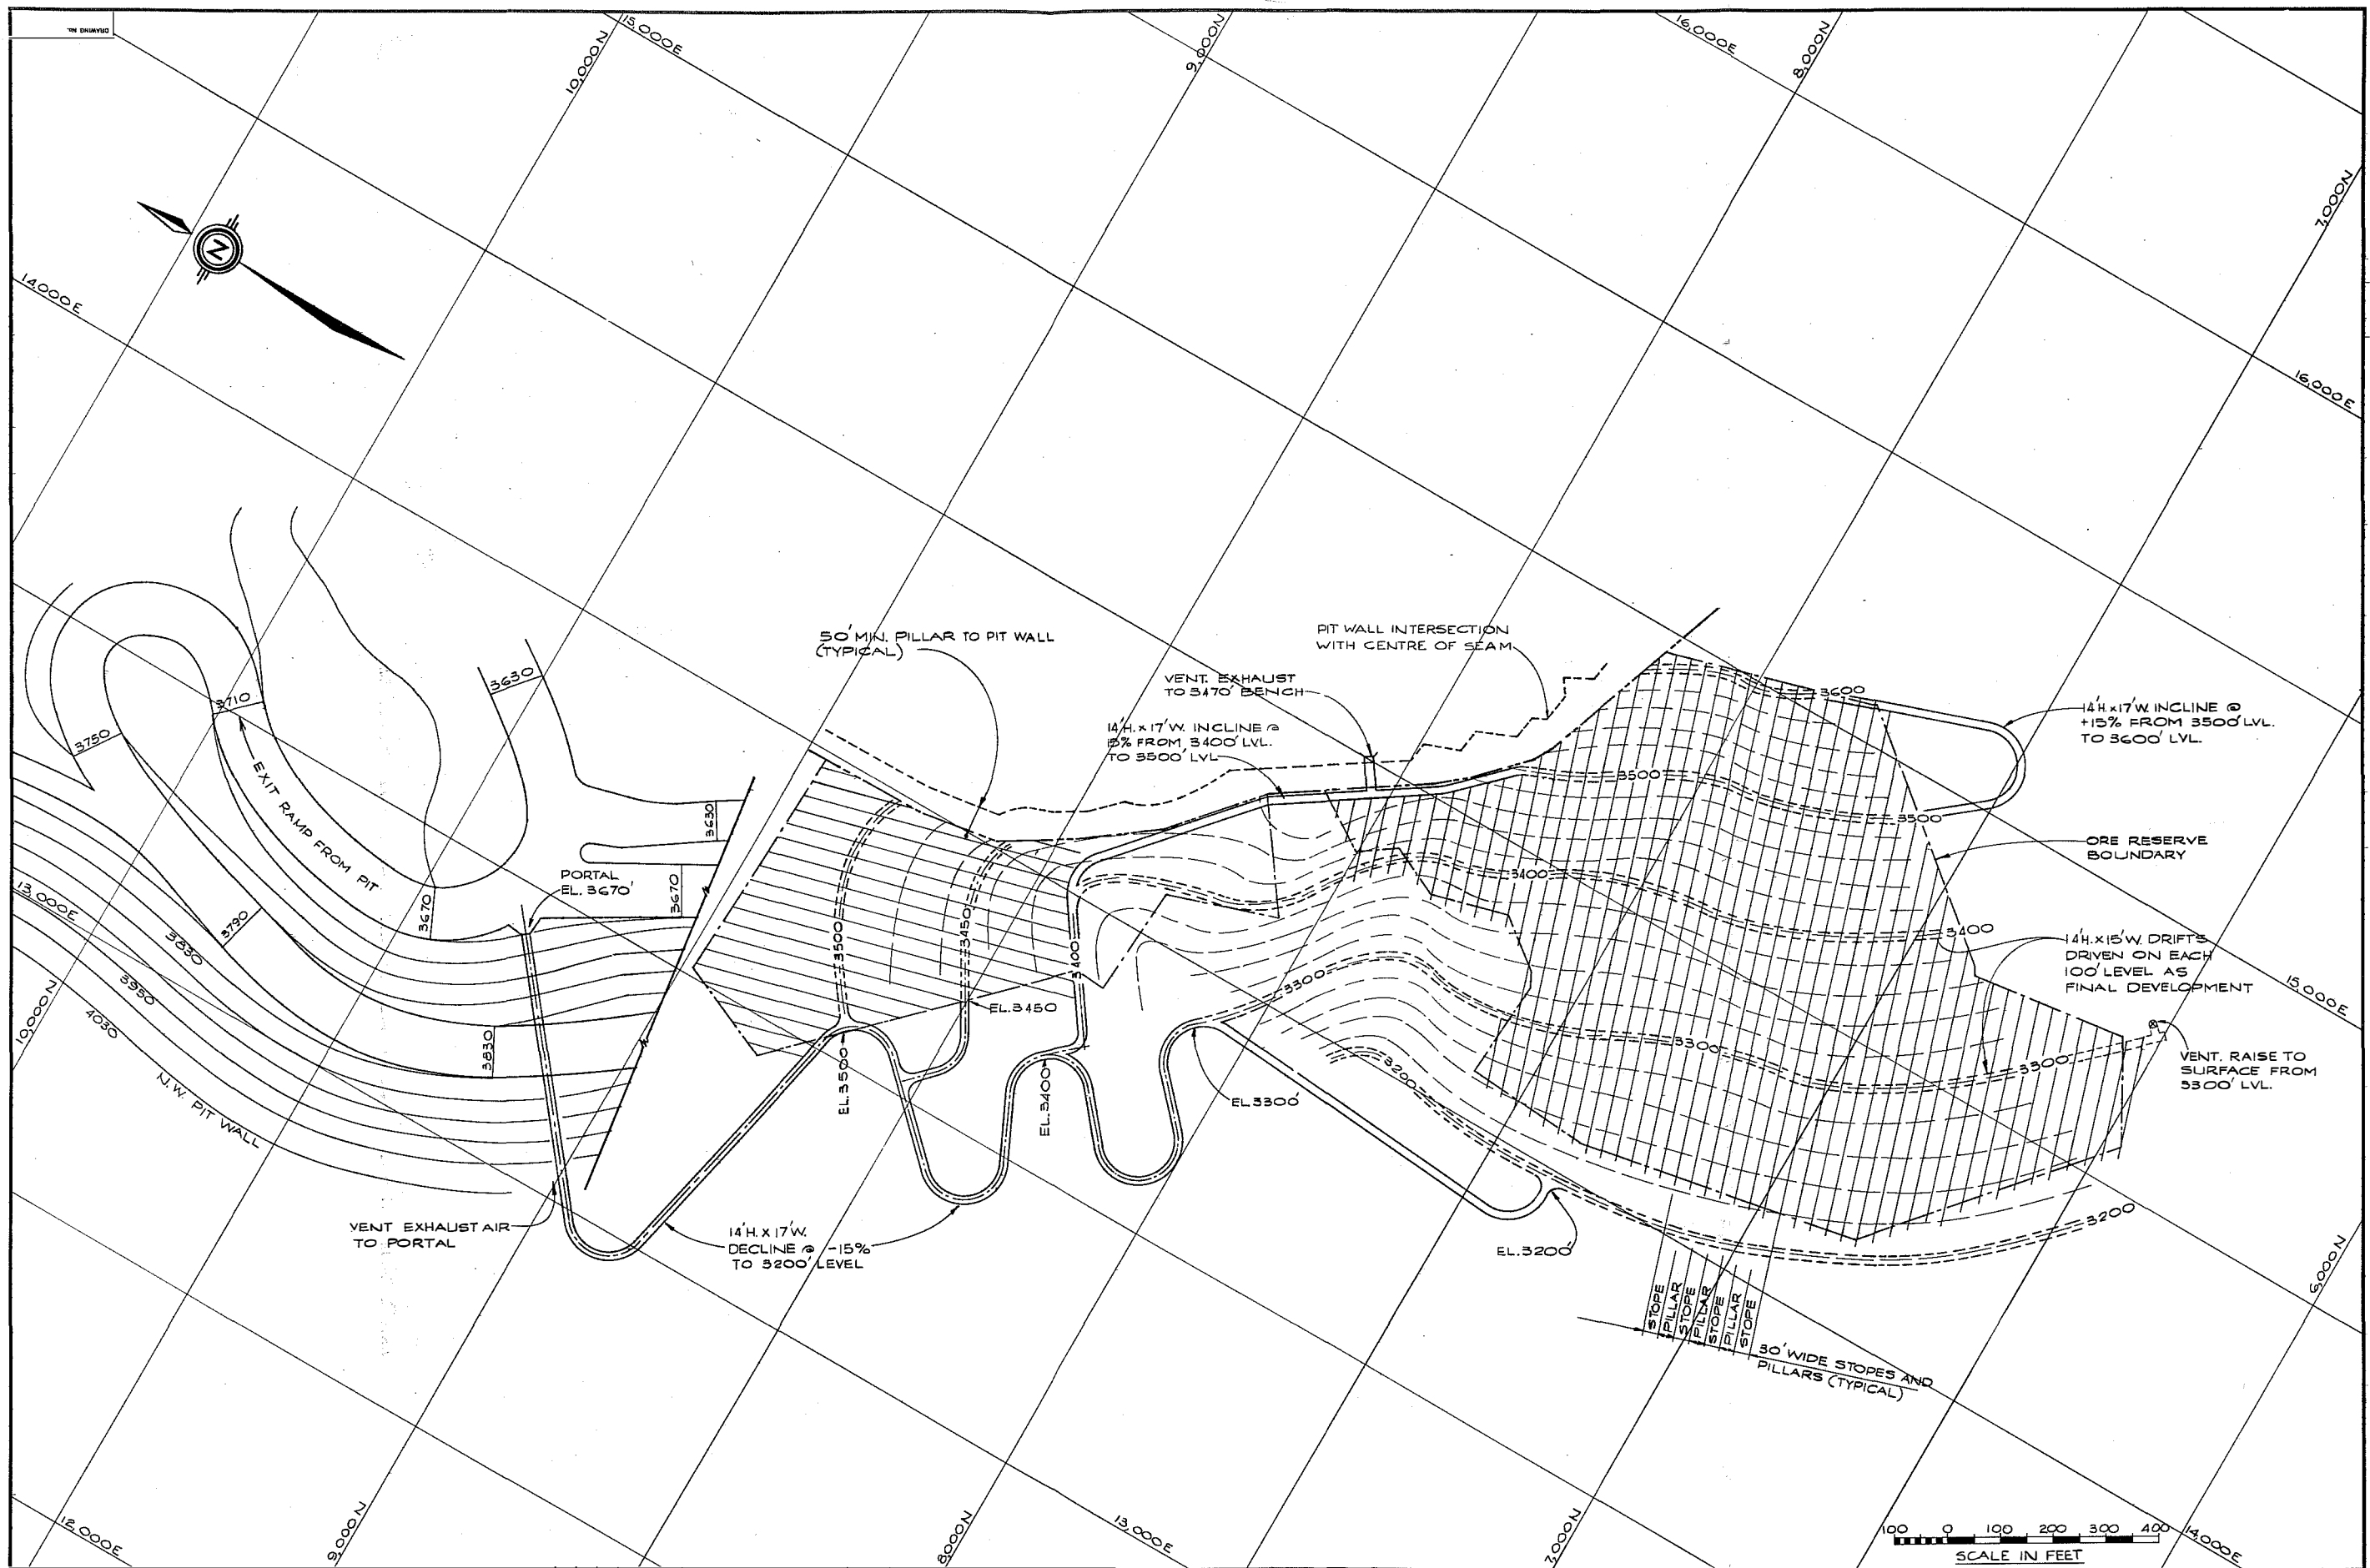 DRAWING No.
15,000E
10,000N
9,000N
16,000E
8,000N
7,000N
N
14,000E
16,000E
50' MIN. PILLAR TO PIT WALL
(TYPICAL)
PIT WALL INTERSECTION
WITH CENTRE OF SEAM
VENT. EXHAUST
TO 3470' BENCH
14'H. x 17'W. INCLINE @
15% FROM 3400' LVL.
TO 3500' LVL
3630
3710
3750
3600
14'H. x 17'W. INCLINE @
+15% FROM 3500' LVL.
TO 3600' LVL.
EXIT RAMP FROM PIT
3630
3500
3500
ORE RESERVE
BOUNDARY
PORTAL
EL. 3670'
3670
3670
3400
13,000E
3790
3830
3950
4030
10,000N
3500
3450
3400
3300
3400
14'H. x 15'W. DRIFTS
DRIVEN ON EACH
100' LEVEL AS
FINAL DEVELOPMENT
15,000E
EL. 3450
3830
N.W. PIT WALL
EL. 3500
EL. 3400
EL. 3300'
3200
3300
3300
VENT. RAISE TO
SURFACE FROM
3300' LVL.
VENT EXHAUST AIR
TO PORTAL
14'H. x 17'W.
DECLINE @ -15%
TO 3200' LEVEL
EL. 3200'
3200
6,000N
STOPE
PILLAR
STOPE
PILLAR
STOPE
PILLAR
STOPE
30' WIDE STOPES AND
PILLARS (TYPICAL)
12,000E
9,000N
8,000N
13,000E
7,000N
14,000E
100 0 100 200 300 400
SCALE IN FEET